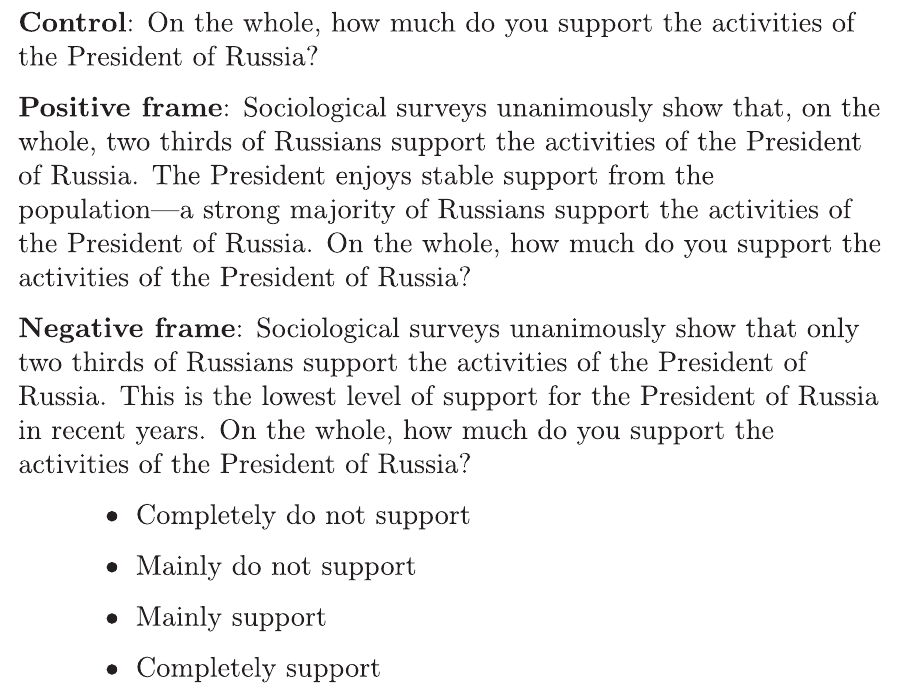 Control: On the whole, how much do you support the activities of
the President of Russia?
Positive frame: Sociological surveys unanimously show that, on the
whole, two thirds of Russians support the activities of the President
of Russia. The President enjoys stable support from the
population—a strong majority of Russians support the activities of
the President of Russia. On the whole, how much do you support the
activities of the President of Russia?
Negative frame: Sociological surveys unanimously show that only
two thirds of Russians support the activities of the President of
Russia. This is the lowest level of support for the President of Russia
in recent years. On the whole, how much do you support the
activities of the President of Russia?
• Completely do not support
• Mainly do not support
• Mainly support
• Completely support